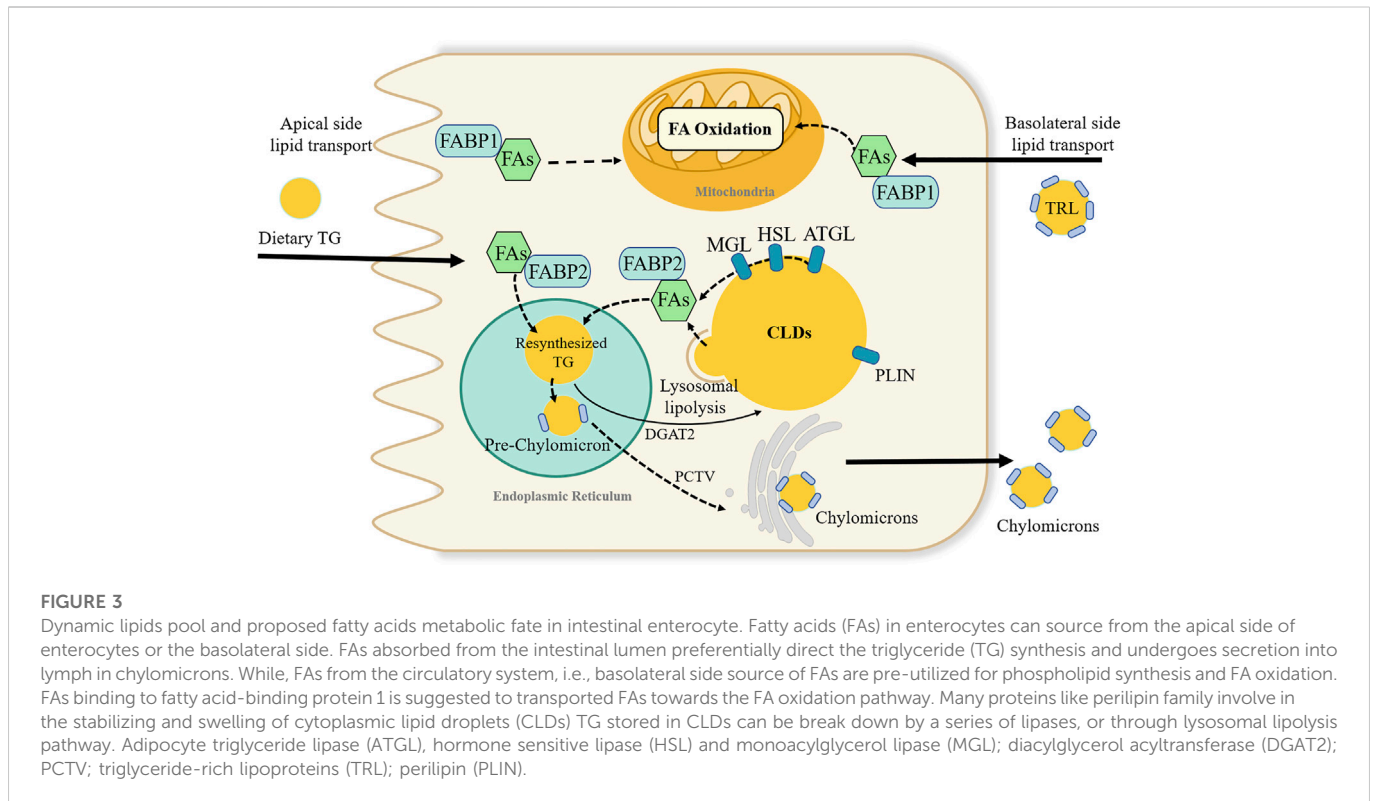 Apical side
lipid transport
Dietary TG
FABP1
FAs
FA Oxidation
Mitochondria
FAs
FABP1
Basolateral side
lipid transport
TRL
FAs
FABP2
FABP2
FAs
MGL
HSL
ATGL
CLDs
PLIN
Resynthesized
TG
Lysosomal
lipolysis
DGAT2
Pre-Chylomicron
Endoplasmic Reticulum
PCTV
Chylomicrons
Chylomicrons
FIGURE 3
Dynamic lipids pool and proposed fatty acids metabolic fate in intestinal enterocyte. Fatty acids (FAs) in enterocytes can source from the apical side of
enterocytes or the basolateral side. FAs absorbed from the intestinal lumen preferentially direct the triglyceride (TG) synthesis and undergoes secretion into
lymph in chylomicrons. While, FAs from the circulatory system, i.e., basolateral side source of FAs are pre-utilized for phospholipid synthesis and FA oxidation.
FAs binding to fatty acid-binding protein 1 is suggested to transported FAs towards the FA oxidation pathway. Many proteins like perilipin family involve in
the stabilizing and swelling of cytoplasmic lipid droplets (CLDs) TG stored in CLDs can be break down by a series of lipases, or through lysosomal lipolysis
pathway. Adipocyte triglyceride lipase (ATGL), hormone sensitive lipase (HSL) and monoacylglycerol lipase (MGL); diacylglycerol acyltransferase (DGAT2);
PCTV; triglyceride-rich lipoproteins (TRL); perilipin (PLIN).